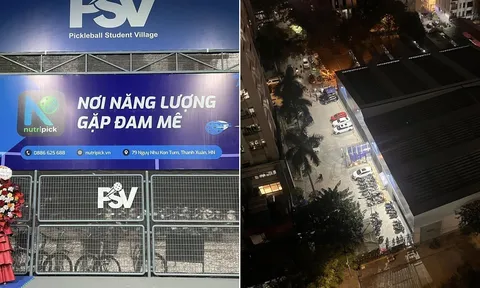 PSV
Pickleball Student Village
nutripick
NƠI NĂNG LƯỢNG
GẶP ĐAM MÊ
0886 625 688
nutripick.vn
79 Ngụy Như Kon Tum, Thanh Xuân, HN
PSV